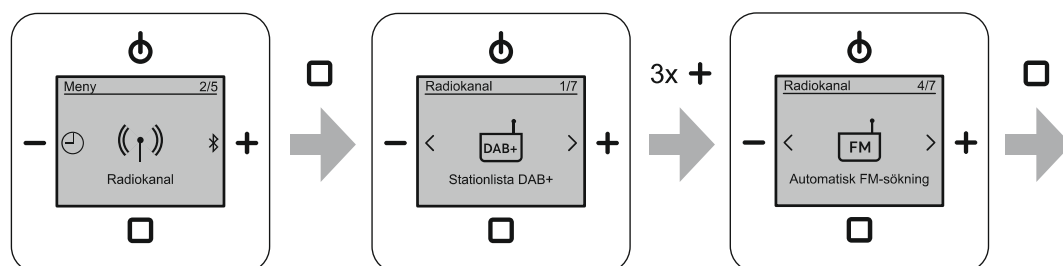 Meny 2/5
Radiokanal
Radiokanal 1/7
DAB+
Stationlista DAB+
3x +
Radiokanal 4/7
FM
Automatisk FM-sökning